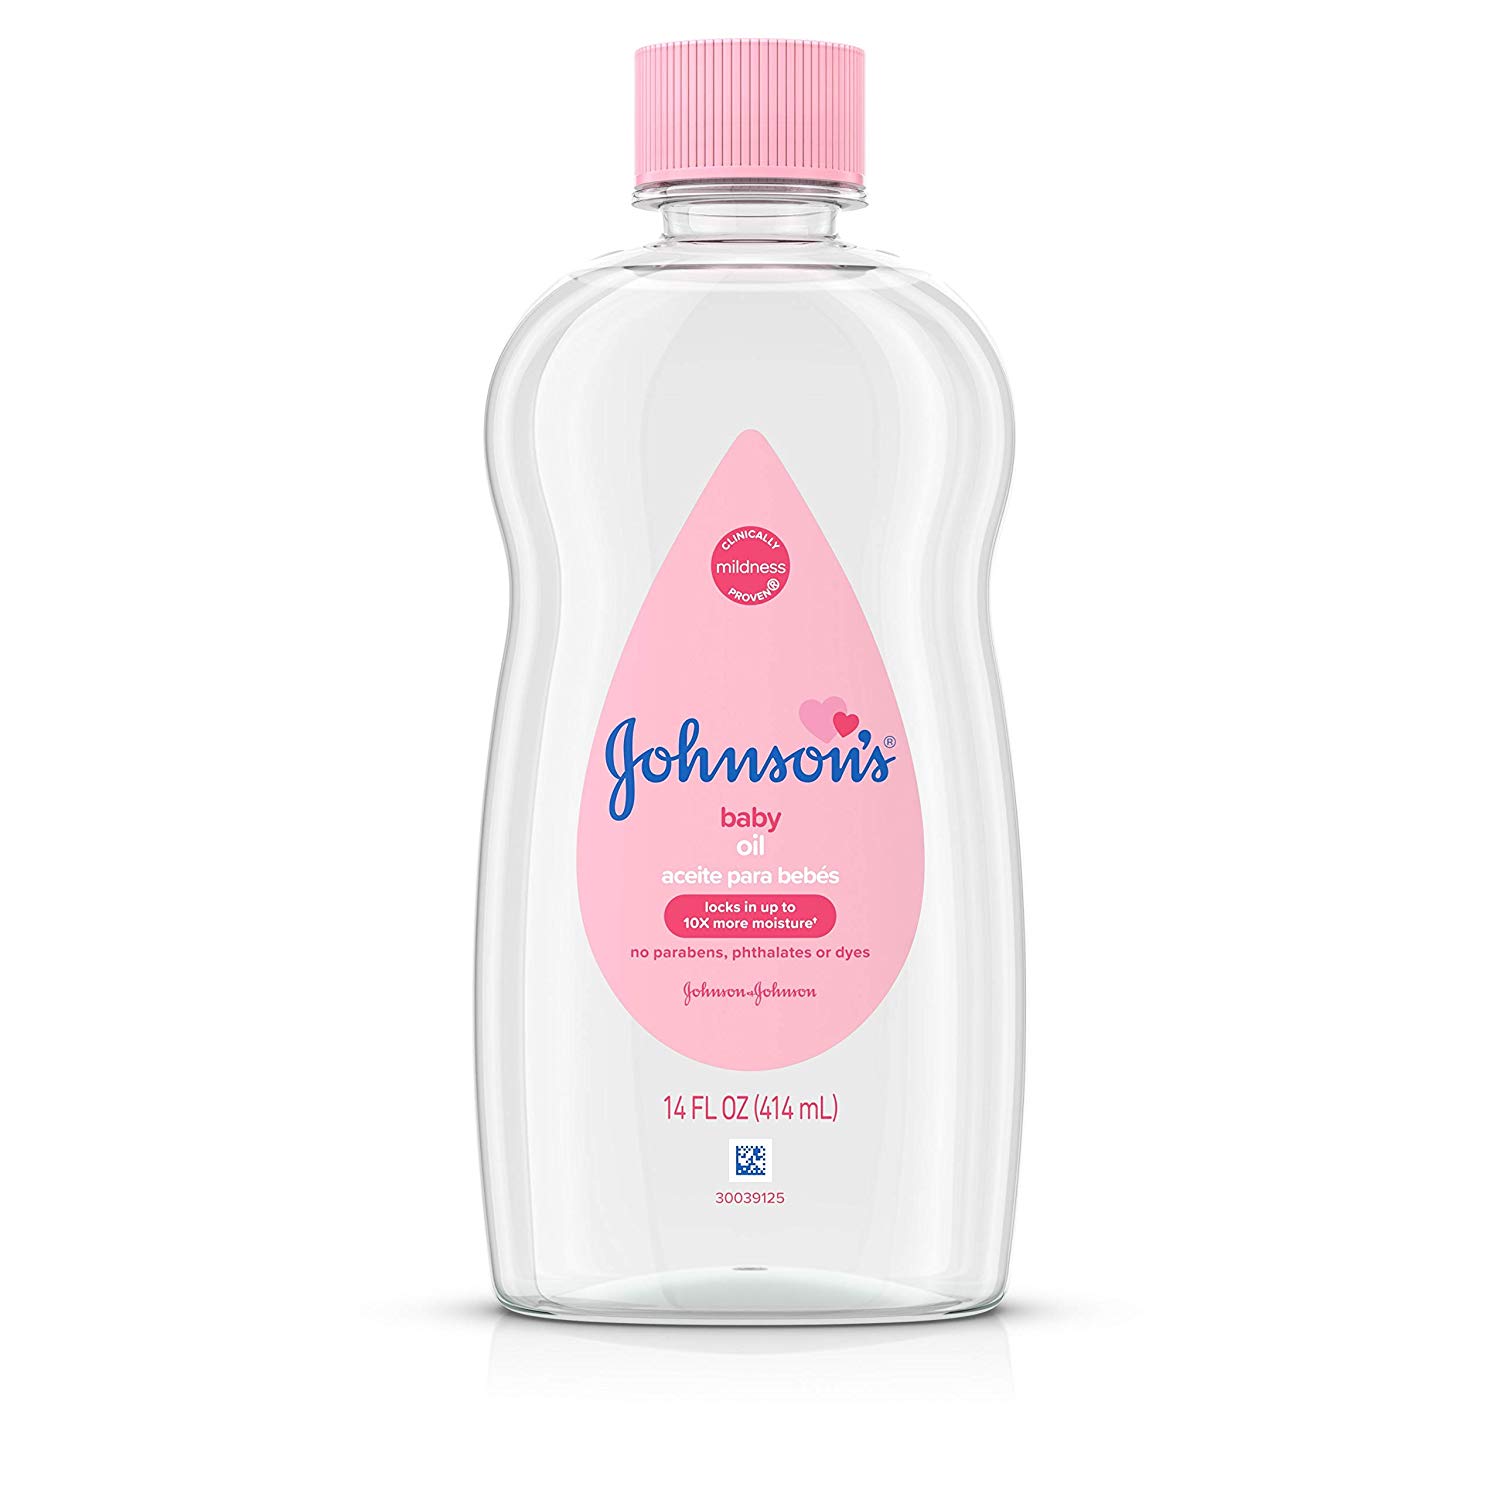 CLINICALLY
mildness
PROVEN®
Johnson's®
baby
oil
aceite para bebés
locks in up to
10X more moisture†
no parabens, phthalates or dyes
Johnson & Johnson
14 FL OZ (414 mL)
30039125